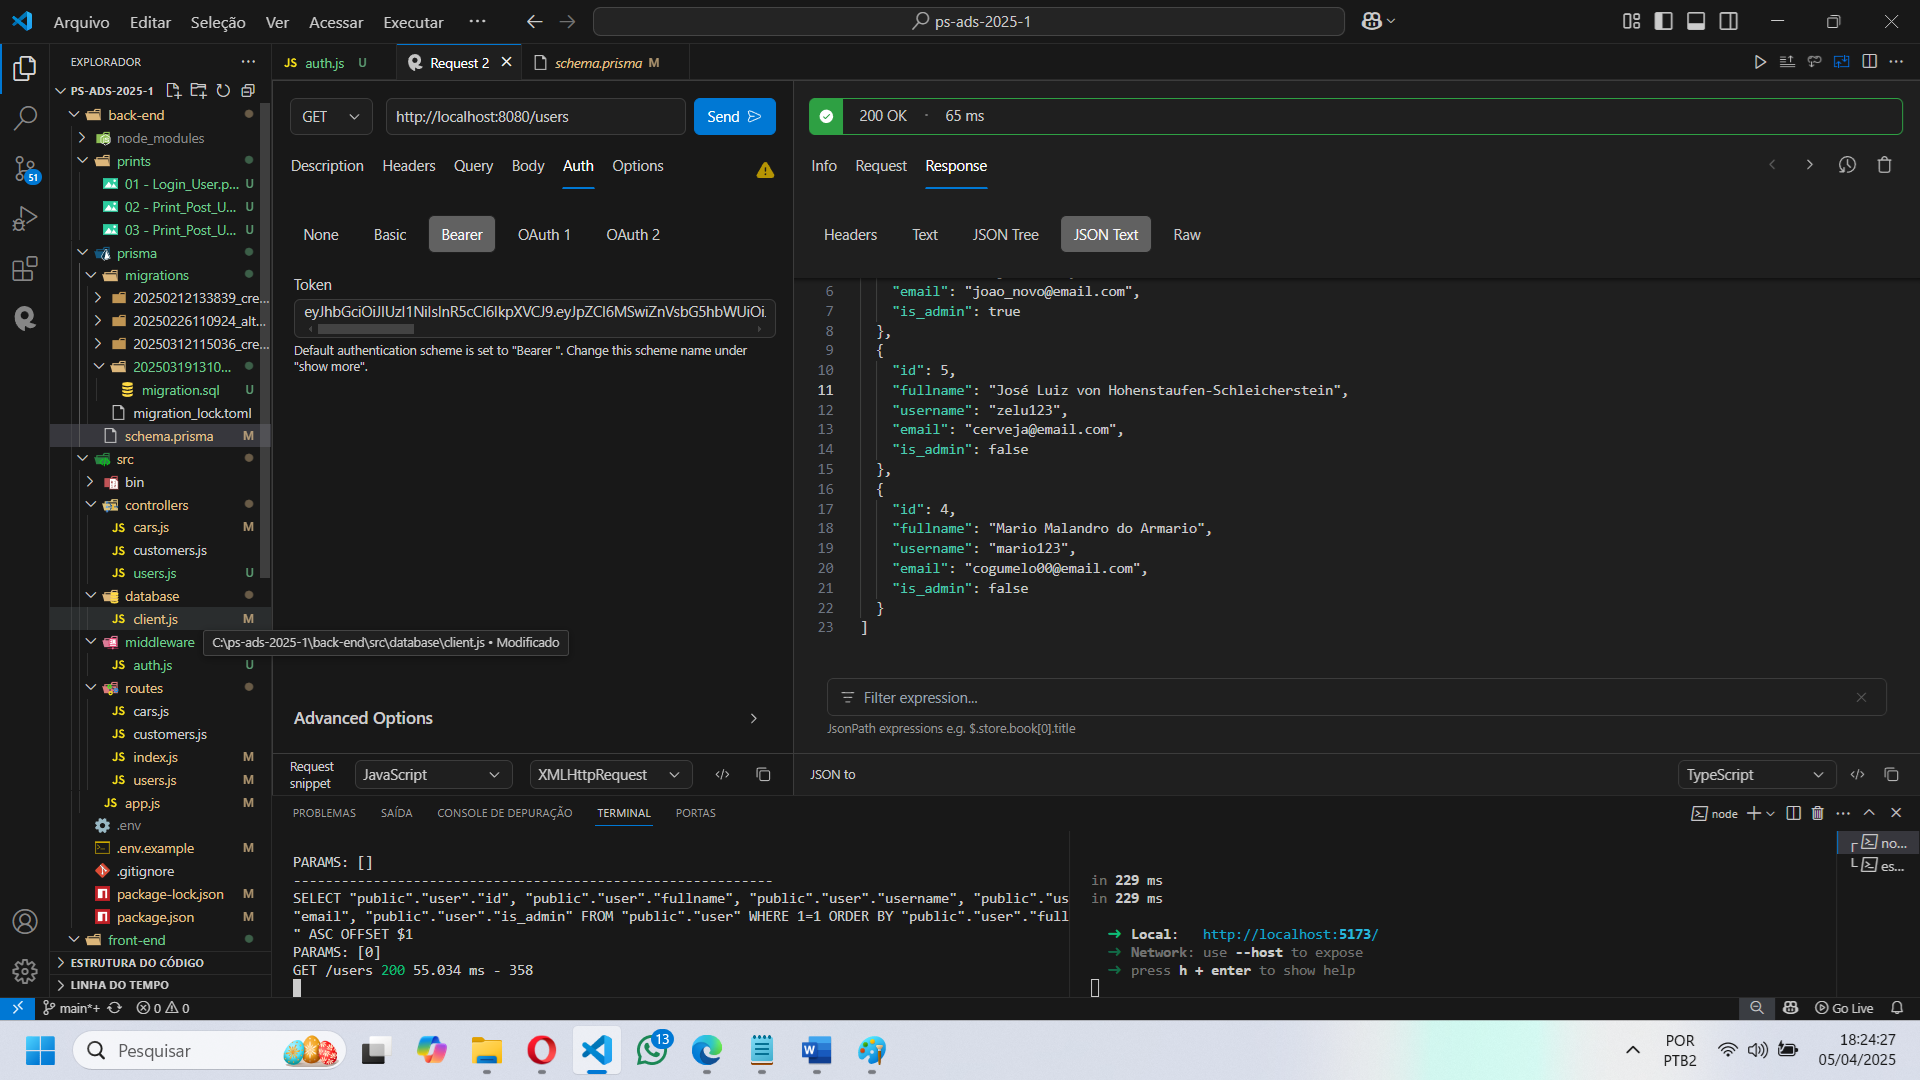 Arquivo Editar Seleção Ver Acessar Executar ···
ps-ads-2025-1
EXPLORADOR
PS-ADS-2025-1
back-end
node_modules
prints
01 - Login_User.p... U
02 - Print_Post_U... U
03 - Print_Post_U... U
prisma
migrations
20250212133839_cre...
20250226110924_alt...
20250312115036_cre...
202503191310...
migration.sql U
migration_lock.toml
schema.prisma M
src
bin
controllers
cars.js M
customers.js
users.js U
database
client.js M
middleware
auth.js U
routes
cars.js
customers.js
index.js M
users.js M
app.js M
.env
.env.example M
.gitignore
package-lock.json M
package.json M
front-end
ESTRUTURA DO CÓDIGO
LINHA DO TEMPO
51
C:\ps-ads-2025-1\back-end\src\database\client.js • Modificado
auth.js U
Request 2
schema.prisma M
GET
http://localhost:8080/users
Send
Description Headers Query Body Auth Options
None Basic Bearer OAuth 1 OAuth 2
Token
eyJhbGciOiJIUzI1NiIsInR5cCI6IkpXVCJ9.eyJpZCI6MSwiZnVsbG5hbWUiOi.
Default authentication scheme is set to "Bearer ". Change this scheme name under
"show more".
Advanced Options
Request
snippet
JavaScript
XMLHttpRequest
200 OK · 65 ms
Info Request Response
Headers Text JSON Tree JSON Text Raw
6 "email": "joao_novo@email.com",
7 "is_admin": true
8 },
9 {
10 "id": 5,
11 "fullname": "José Luiz von Hohenstaufen-Schleicherstein",
12 "username": "zelu123",
13 "email": "cerveja@email.com",
14 "is_admin": false
15 },
16 {
17 "id": 4,
18 "fullname": "Mario Malandro do Armario",
19 "username": "mario123",
20 "email": "cogumelo00@email.com",
21 "is_admin": false
22 }
23 ]
Filter expression...
JsonPath expressions e.g. $.store.book[0].title
JSON to
TypeScript
PROBLEMAS SAÍDA CONSOLE DE DEPURAÇÃO TERMINAL PORTAS
node
PARAMS: []
------------------------------------------------------------
SELECT "public"."user"."id", "public"."user"."fullname", "public"."user"."username", "public"."us
"email", "public"."user"."is_admin" FROM "public"."user" WHERE 1=1 ORDER BY "public"."user"."full
" ASC OFFSET $1
PARAMS: [0]
GET /users 200 55.034 ms - 358
in 229 ms
in 229 ms
➜ Local: http://localhost:5173/
➜ Network: use --host to expose
➜ press h + enter to show help
no...
es...
main*+
0 0
Go Live
Pesquisar
13
POR
PTB2
18:24:27
05/04/2025